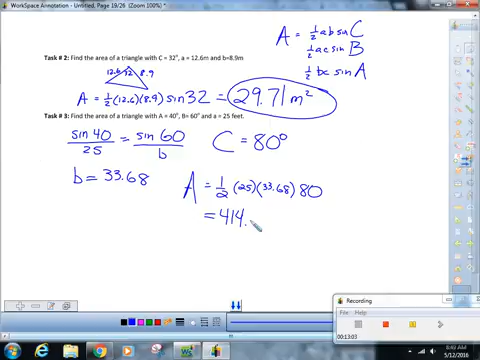 WorkSpace Annotation - Untitled, Page 19/26 (Zoom 100%) *
A = ½ ab sin C
½ ac sin B
½ bc sin A
Task # 2: Find the area of a triangle with C = 32°, a = 12.6m and b=8.9m
12.6 32 8.9
A = ½ (12.6)(8.9) sin 32 = 29.71 m²
Task # 3: Find the area of a triangle with A = 40°, B= 60° and a = 25 feet.
sin 40 / 25 = sin 60 / b C = 80°
b = 33.68 A = ½ (25)(33.68) 80
= 414.
Recording
File Help
00:13:03
8:49 AM
5/12/2016